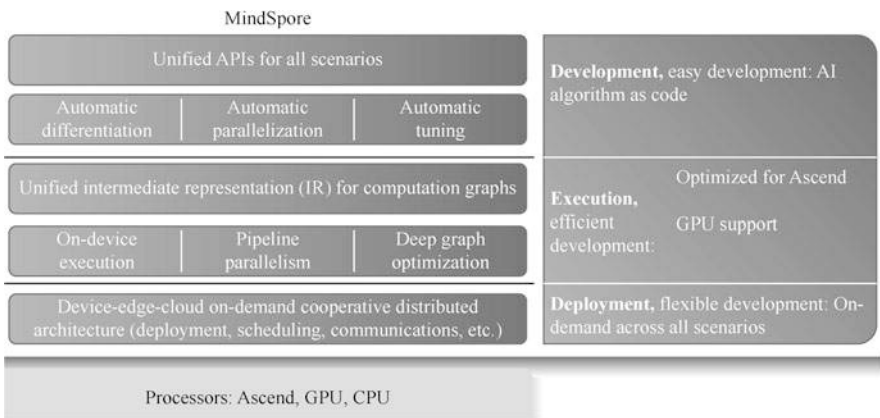 MindSpore
Unified APIs for all scenarios
Automatic
differentiation
Automatic
parallelization
Automatic
tuning
Unified intermediate representation (IR) for computation graphs
On-device
execution
Pipeline
parallelism
Deep graph
optimization
Device-edge-cloud on-demand cooperative distributed
architecture (deployment, scheduling, communications, etc.)
Processors: Ascend, GPU, CPU
Development, easy development: AI
algorithm as code
Execution,
efficient
development:
Optimized for Ascend
GPU support
Deployment, flexible development: On-
demand across all scenarios